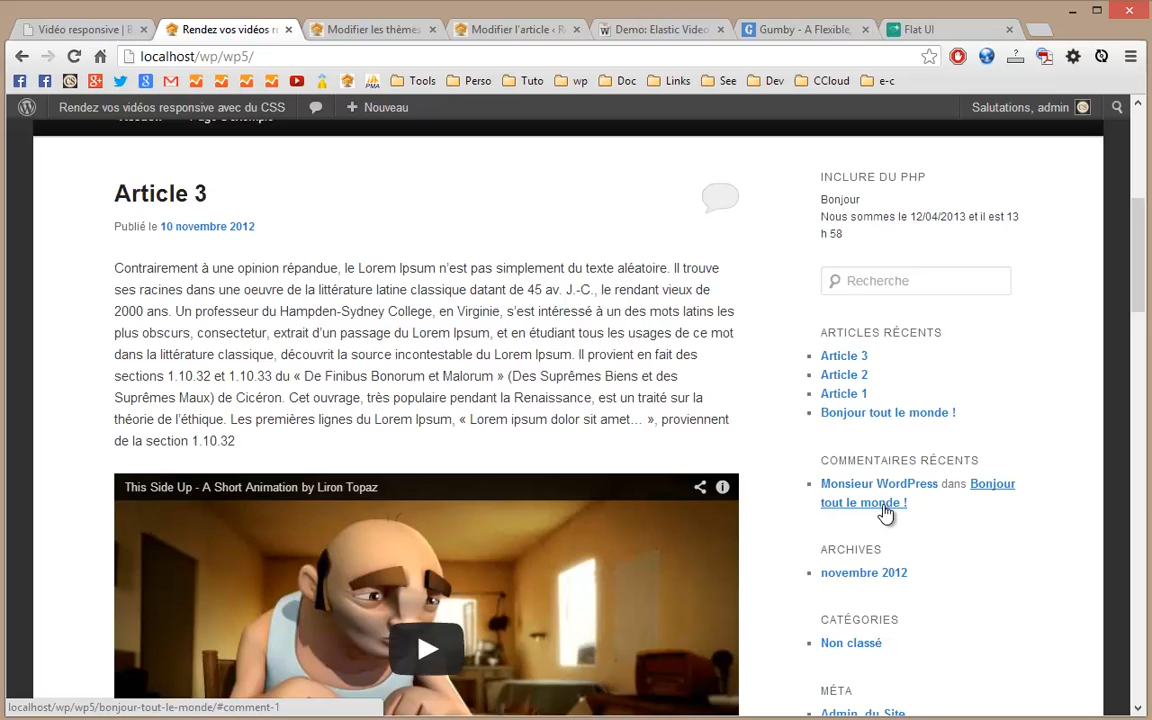 Vidéo responsive | B
Rendez vos vidéos r
Modifier les thèmes
Modifier l'article ‹ R
Demo: Elastic Video
Gumby - A Flexible,
Flat UI
localhost/wp/wp5/
Tools
Perso
Tuto
wp
Doc
Links
See
Dev
CCloud
e-c
Rendez vos vidéos responsive avec du CSS
Nouveau
Salutations, admin
Article 3
Publié le 10 novembre 2012
Contrairement à une opinion répandue, le Lorem Ipsum n'est pas simplement du texte aléatoire. Il trouve
ses racines dans une oeuvre de la littérature latine classique datant de 45 av. J.-C., le rendant vieux de
2000 ans. Un professeur du Hampden-Sydney College, en Virginie, s'est intéressé à un des mots latins les
plus obscurs, consectetur, extrait d'un passage du Lorem Ipsum, et en étudiant tous les usages de ce mot
dans la littérature classique, découvrit la source incontestable du Lorem Ipsum. Il provient en fait des
sections 1.10.32 et 1.10.33 du « De Finibus Bonorum et Malorum » (Des Suprêmes Biens et des
Suprêmes Maux) de Cicéron. Cet ouvrage, très populaire pendant la Renaissance, est un traité sur la
théorie de l'éthique. Les premières lignes du Lorem Ipsum, « Lorem ipsum dolor sit amet… », proviennent
de la section 1.10.32
This Side Up - A Short Animation by Liron Topaz
INCLURE DU PHP
Bonjour
Nous sommes le 12/04/2013 et il est 13
h 58
Recherche
ARTICLES RÉCENTS
Article 3
Article 2
Article 1
Bonjour tout le monde !
COMMENTAIRES RÉCENTS
Monsieur WordPress dans Bonjour
tout le monde !
ARCHIVES
novembre 2012
CATÉGORIES
Non classé
MÉTA
Admin. du Site
localhost/wp/wp5/bonjour-tout-le-monde/#comment-1